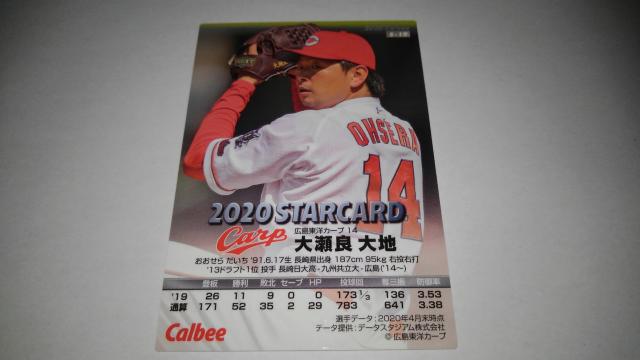 S-19
OHSERA
14
2020 STARCARD
Carp
広島東洋カープ 14
大瀬良 大地
おおせら だいち '91.6.17生 長崎県出身 187cm 95kg 右投右打
'13ドラフト1位 投手 長崎日大高-九州共立大-広島('14~)
登板 勝利 敗北 セーブ HP 投球回 奪三振 防御率
'19 26 11 9 0 0 173 1/3 136 3.53
通算 171 52 35 2 29 783 641 3.38
選手データ:2020年4月末時点
データ提供:データスタジアム株式会社
Calbee
©広島東洋カープ